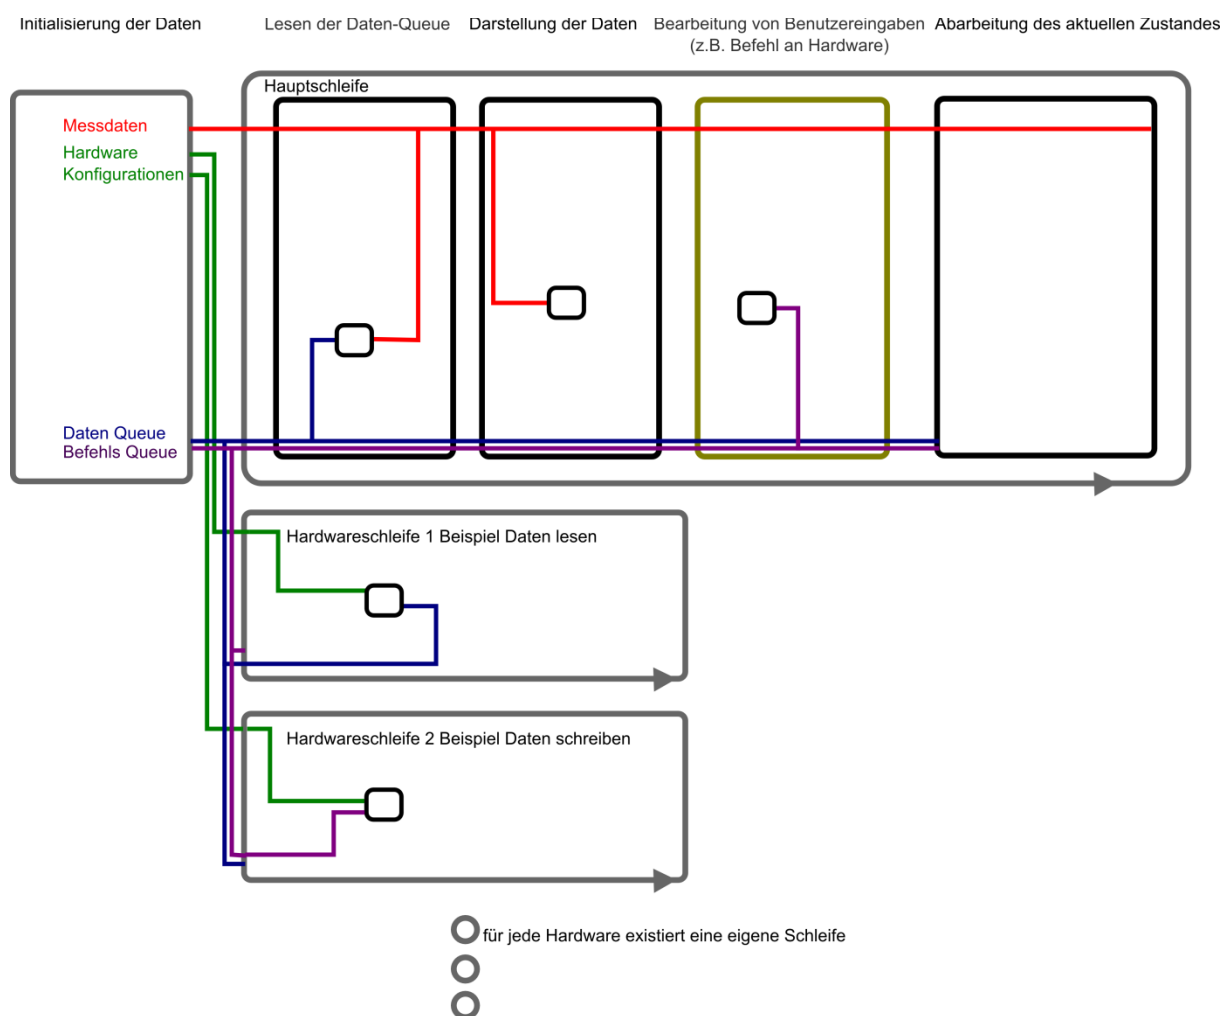 Initialisierung der Daten
Lesen der Daten-Queue
Darstellung der Daten
Bearbeitung von Benutzereingaben
(z.B. Befehl an Hardware)
Abarbeitung des aktuellen Zustandes
Hauptschleife
Messdaten
Hardware
Konfigurationen
Daten Queue
Befehls Queue
Hardwareschleife 1 Beispiel Daten lesen
Hardwareschleife 2 Beispiel Daten schreiben
für jede Hardware existiert eine eigene Schleife